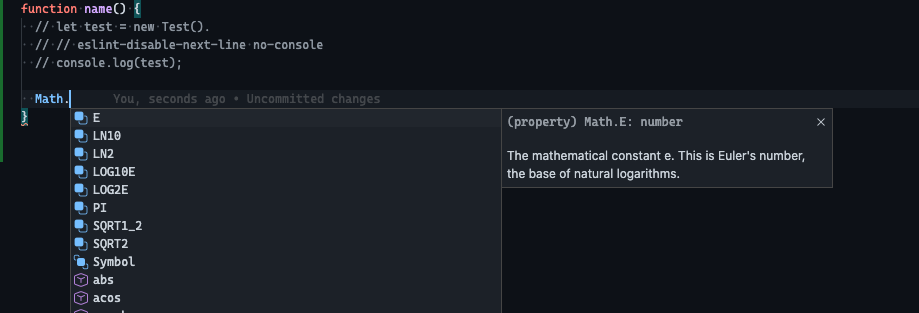 function name() {
// let test = new Test().
// // eslint-disable-next-line no-console
// console.log(test);
Math. You, seconds ago • Uncommitted changes
}
E
LN10
LN2
LOG10E
LOG2E
PI
SQRT1_2
SQRT2
Symbol
abs
acos
(property) Math.E: number
The mathematical constant e. This is Euler's number,
the base of natural logarithms.